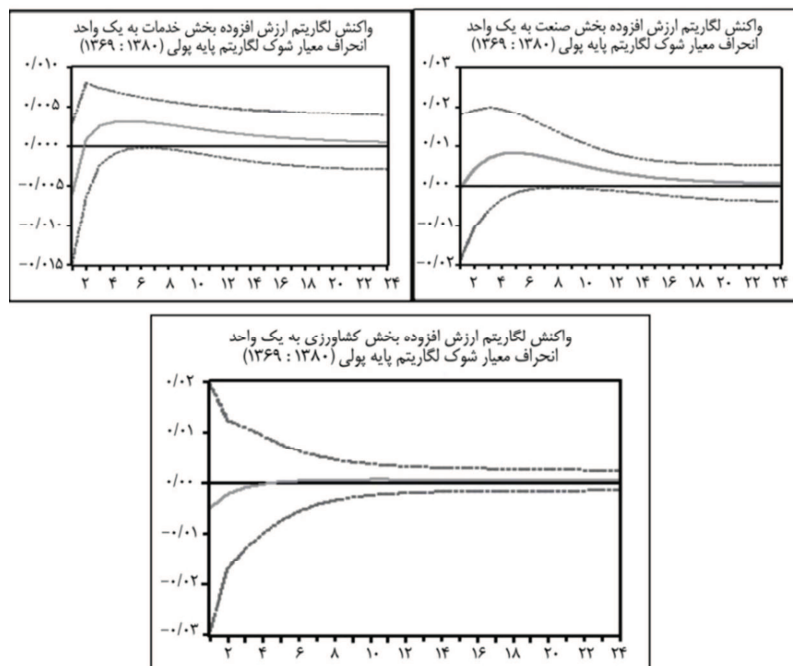 واکنش لگاریتم ارزش افزوده بخش صنعت به یک واحد
انحراف معیار شوک لگاریتم پایه پولی (۱۳۸۰ : ۱۳۶۹)
۰/۰۳
۰/۰۲
۰/۰۱
۰/۰۰
−۰/۰۱
−۰/۰۲
۲ ۴ ۶ ۸ ۱۰ ۱۲ ۱۴ ۱۶ ۱۸ ۲۰ ۲۲ ۲۴
واکنش لگاریتم ارزش افزوده بخش خدمات به یک واحد
انحراف معیار شوک لگاریتم پایه پولی (۱۳۸۰ : ۱۳۶۹)
۰/۰۱۰
۰/۰۰۵
۰/۰۰۰
−۰/۰۰۵
−۰/۰۱۰
−۰/۰۱۵
۲ ۴ ۶ ۸ ۱۰ ۱۲ ۱۴ ۱۶ ۱۸ ۲۰ ۲۲ ۲۴
واکنش لگاریتم ارزش افزوده بخش کشاورزی به یک واحد
انحراف معیار شوک لگاریتم پایه پولی (۱۳۸۰ : ۱۳۶۹)
۰/۰۲
۰/۰۱
۰/۰۰
−۰/۰۱
−۰/۰۲
−۰/۰۳
۲ ۴ ۶ ۸ ۱۰ ۱۲ ۱۴ ۱۶ ۱۸ ۲۰ ۲۲ ۲۴